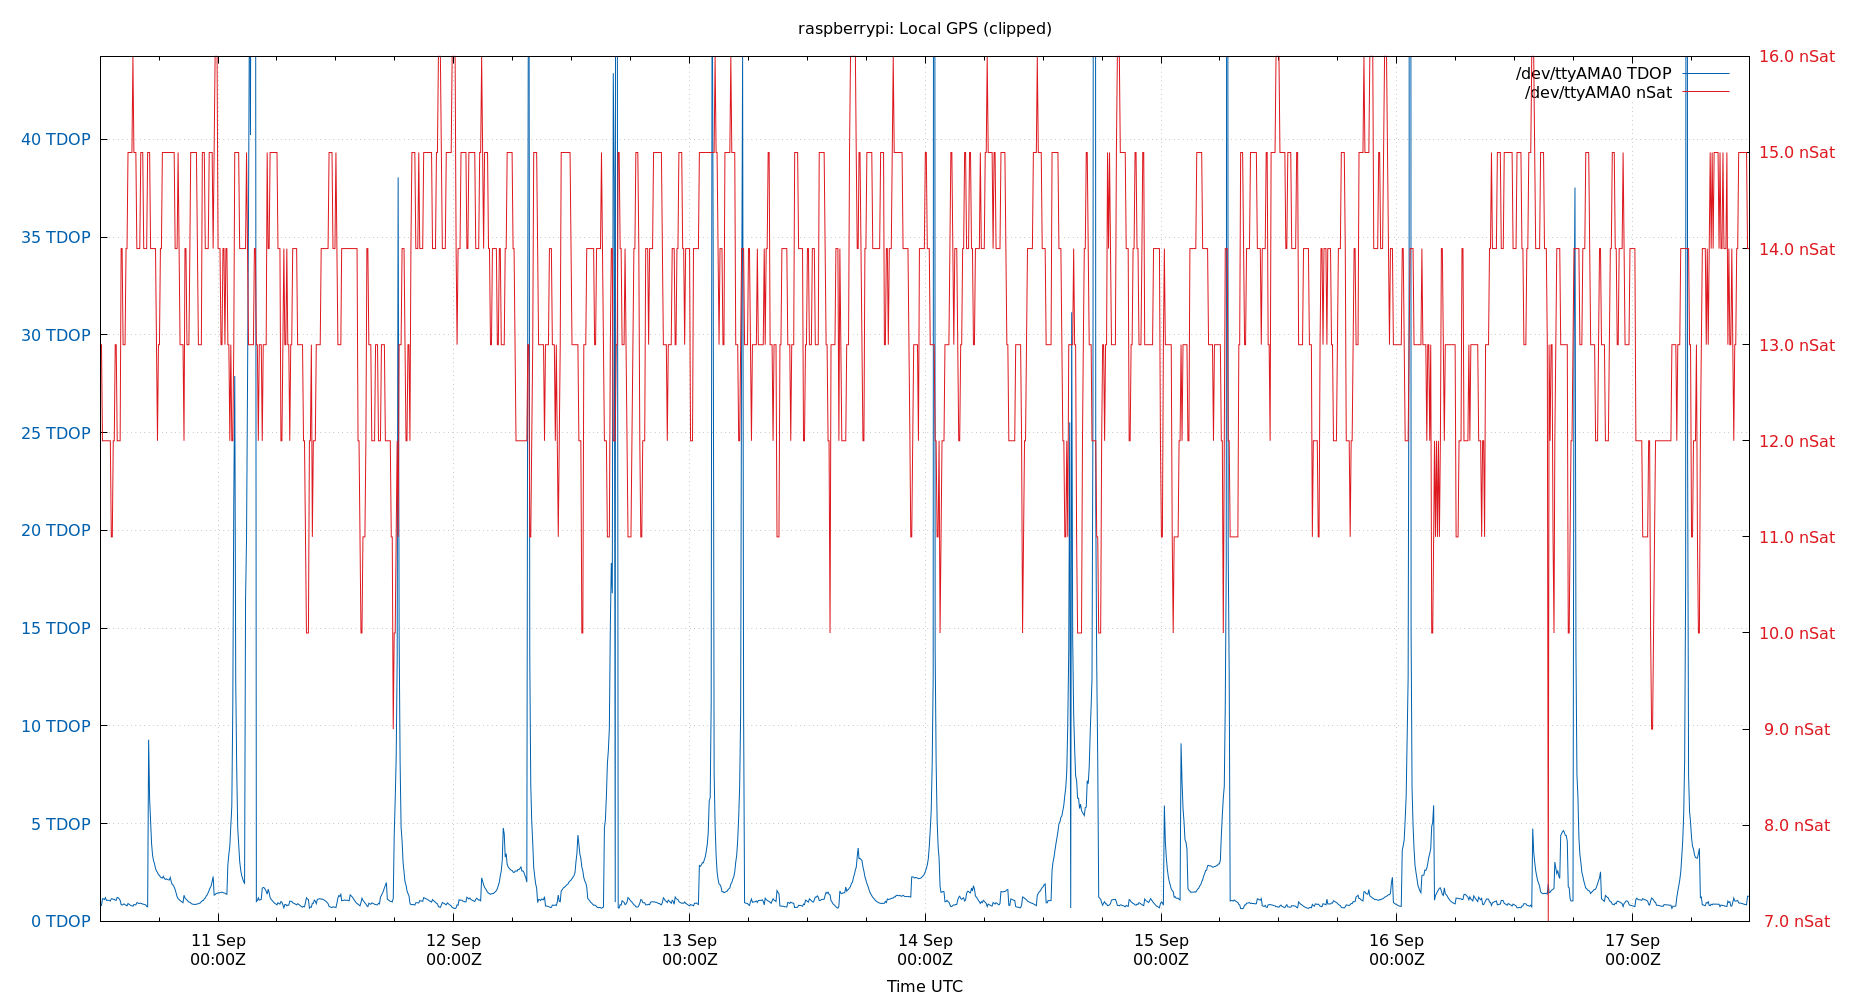 raspberrypi: Local GPS (clipped)
16.0 nSat
/dev/ttyAMA0 TDOP
/dev/ttyAMA0 nSat
40 TDOP
15.0 nSat
35 TDOP
14.0 nSat
30 TDOP
13.0 nSat
25 TDOP
12.0 nSat
20 TDOP
11.0 nSat
15 TDOP
10.0 nSat
10 TDOP
9.0 nSat
5 TDOP
8.0 nSat
0 TDOP
7.0 nSat
11 Sep 12 Sep 13 Sep 14 Sep 15 Sep 16 Sep 17 Sep
00:00Z 00:00Z 00:00Z 00:00Z 00:00Z 00:00Z 00:00Z
Time UTC